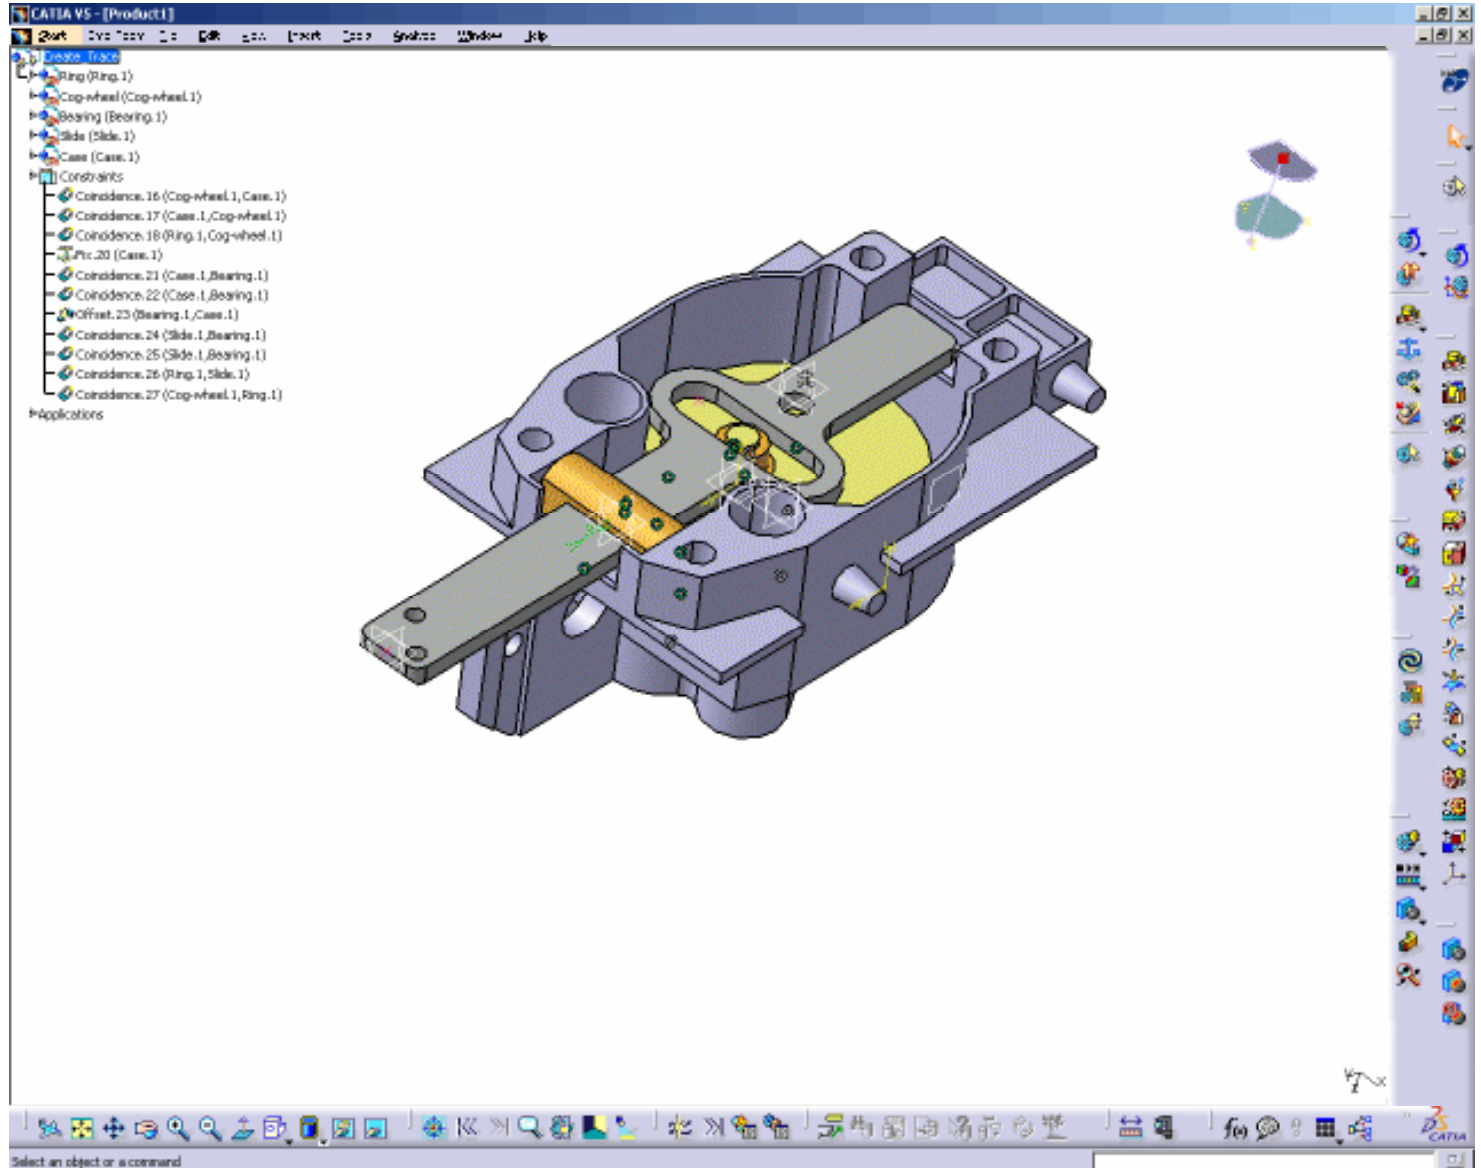 CATIA V5 - [Product1]
Start Edit Insert Tools Analyze Window Help
Create_Trace
Ring (Ring.1)
Cog-wheel (Cog-wheel.1)
Bearing (Bearing.1)
Slide (Slide.1)
Case (Case.1)
Constraints
Coincidence.16 (Cog-wheel.1,Case.1)
Coincidence.17 (Case.1,Cog-wheel.1)
Coincidence.18 (Ring.1,Cog-wheel.1)
Fix.20 (Case.1)
Coincidence.21 (Case.1,Bearing.1)
Coincidence.22 (Case.1,Bearing.1)
Offset.23 (Bearing.1,Case.1)
Coincidence.24 (Slide.1,Bearing.1)
Coincidence.25 (Slide.1,Bearing.1)
Coincidence.26 (Ring.1,Slide.1)
Coincidence.27 (Cog-wheel.1,Ring.1)
Applications
f(x)
CATIA
Select an object or a command